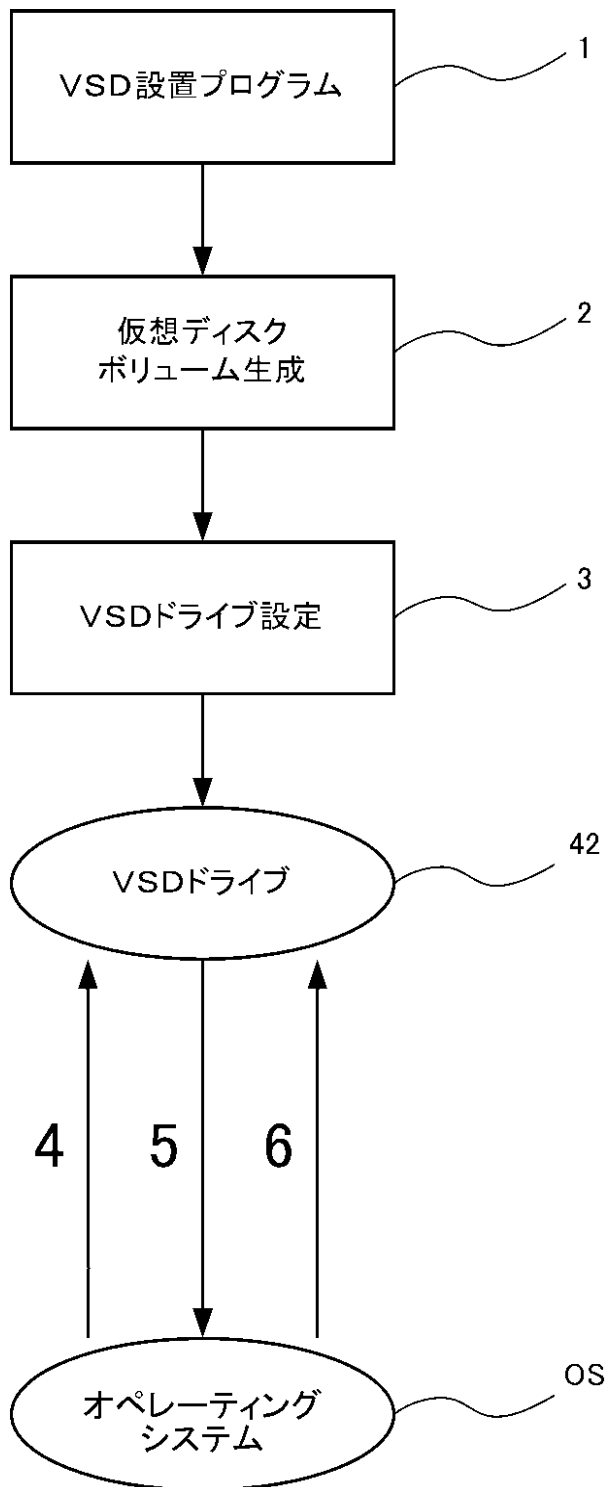 VSD設置プログラム
1
仮想ディスク
ボリューム生成
2
VSDドライブ設定
3
VSDドライブ
42
4
5
6
オペレーティング
システム
OS